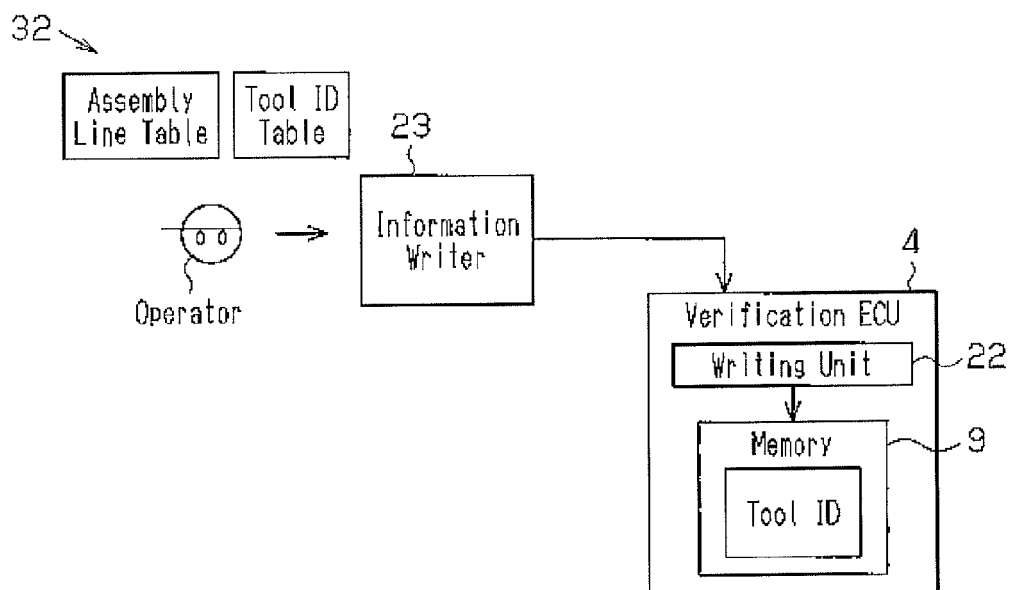 32
Assembly
Line Table
Tool ID
Table
23
Information
Writer
Operator
4
Verification ECU
Writing Unit
22
Memory
9
Tool ID